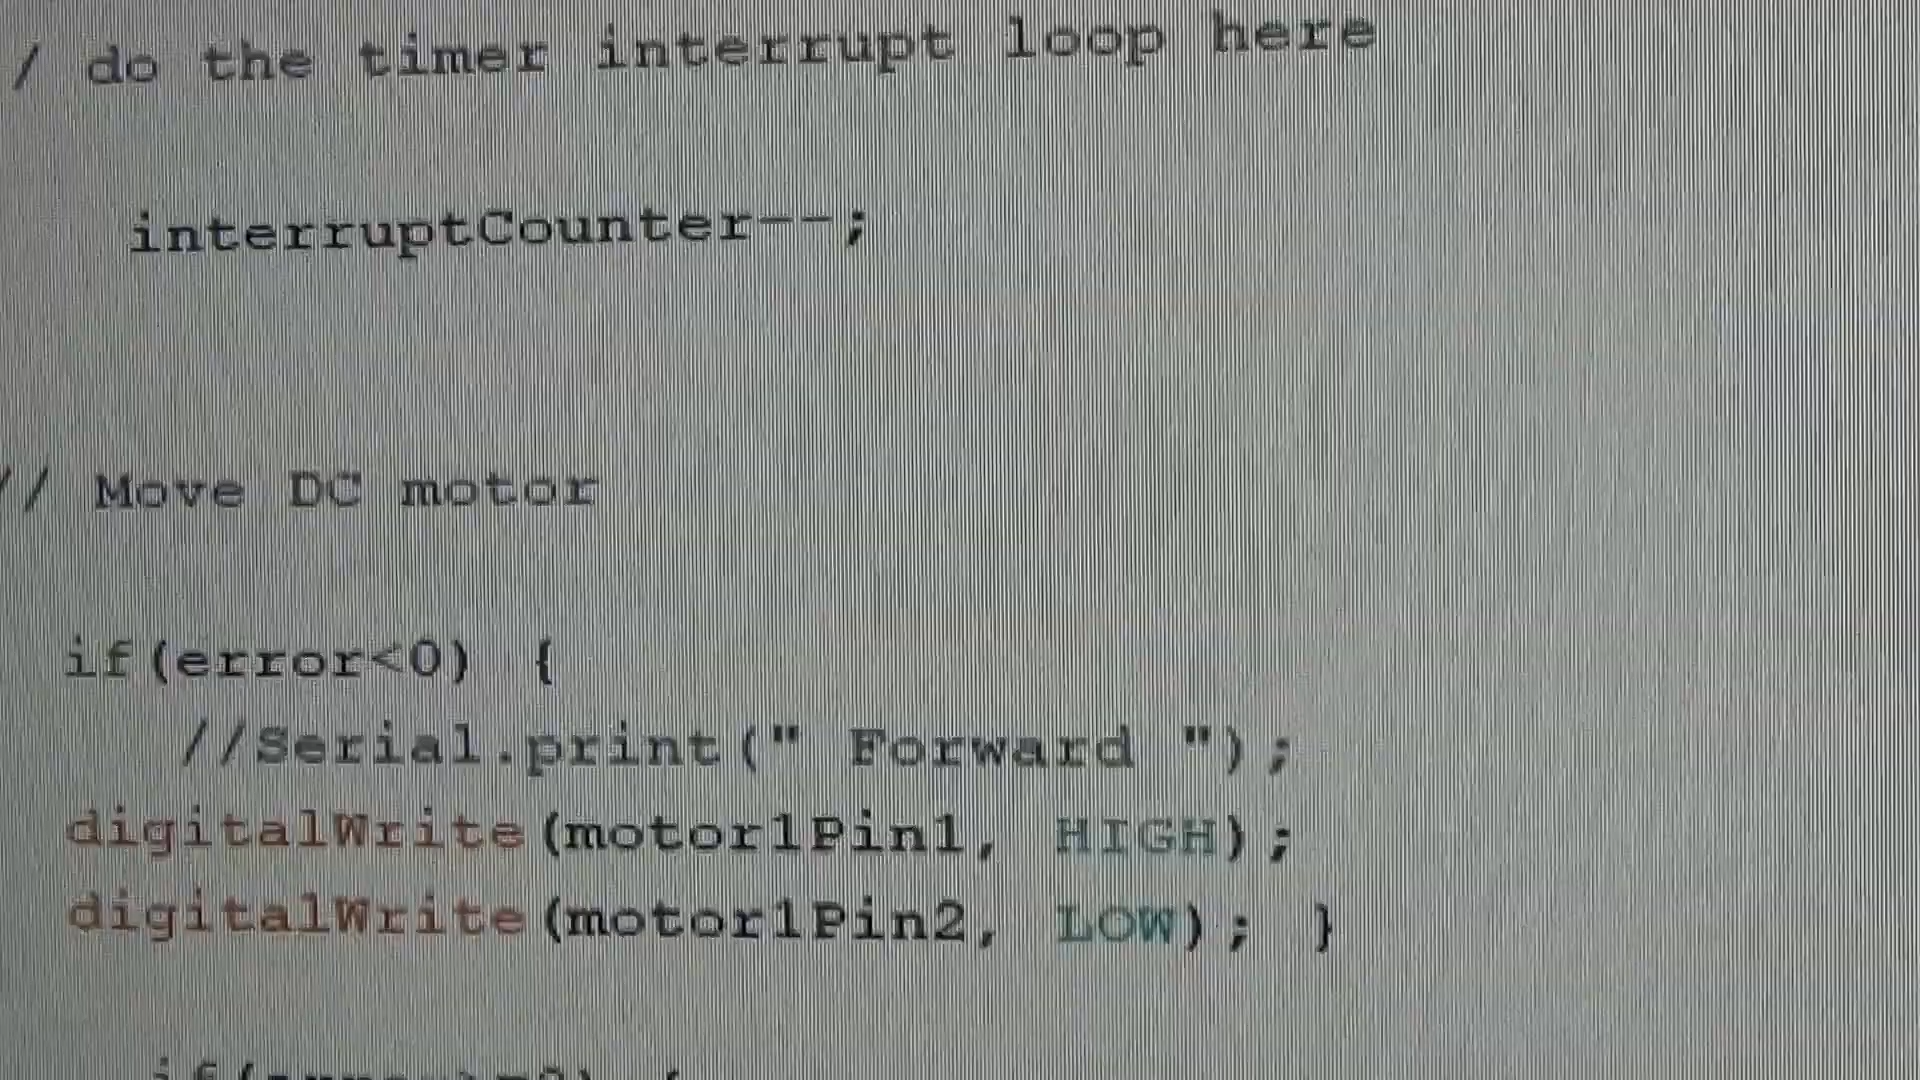 / do the timer interrupt loop here
interruptCounter--;
// Move DC motor
if(error<0) {
//Serial.print(" Forward ");
digitalWrite(motor1Pin1, HIGH);
digitalWrite(motor1Pin2, LOW); }